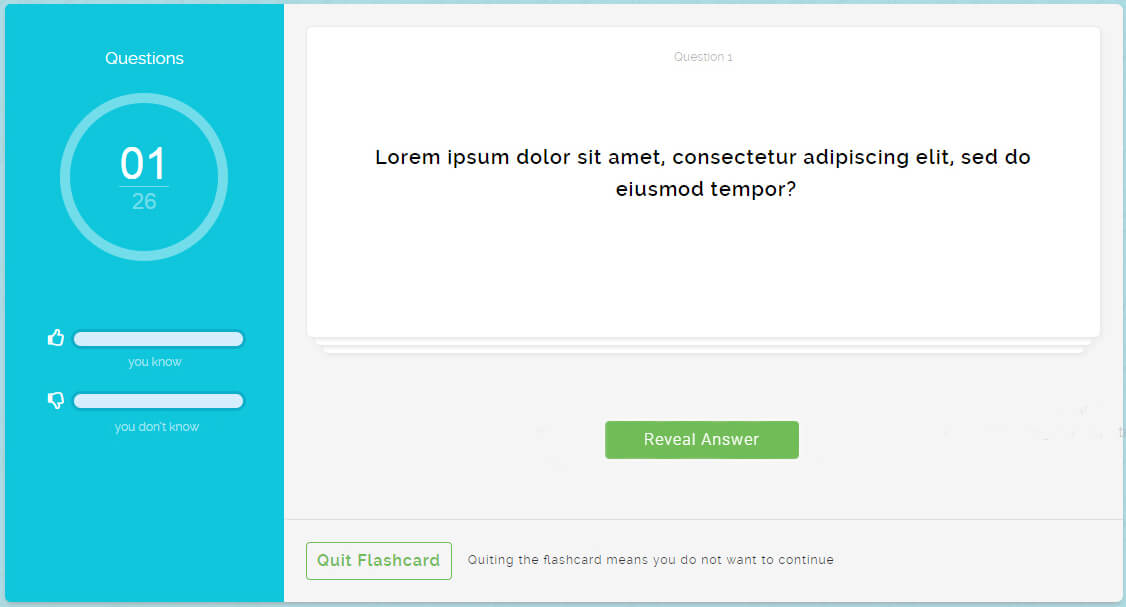 Questions
01
26
you know
you don't know
Question 1
Lorem ipsum dolor sit amet, consectetur adipiscing elit, sed do
eiusmod tempor?
Reveal Answer
Quit Flashcard
Quiting the flashcard means you do not want to continue